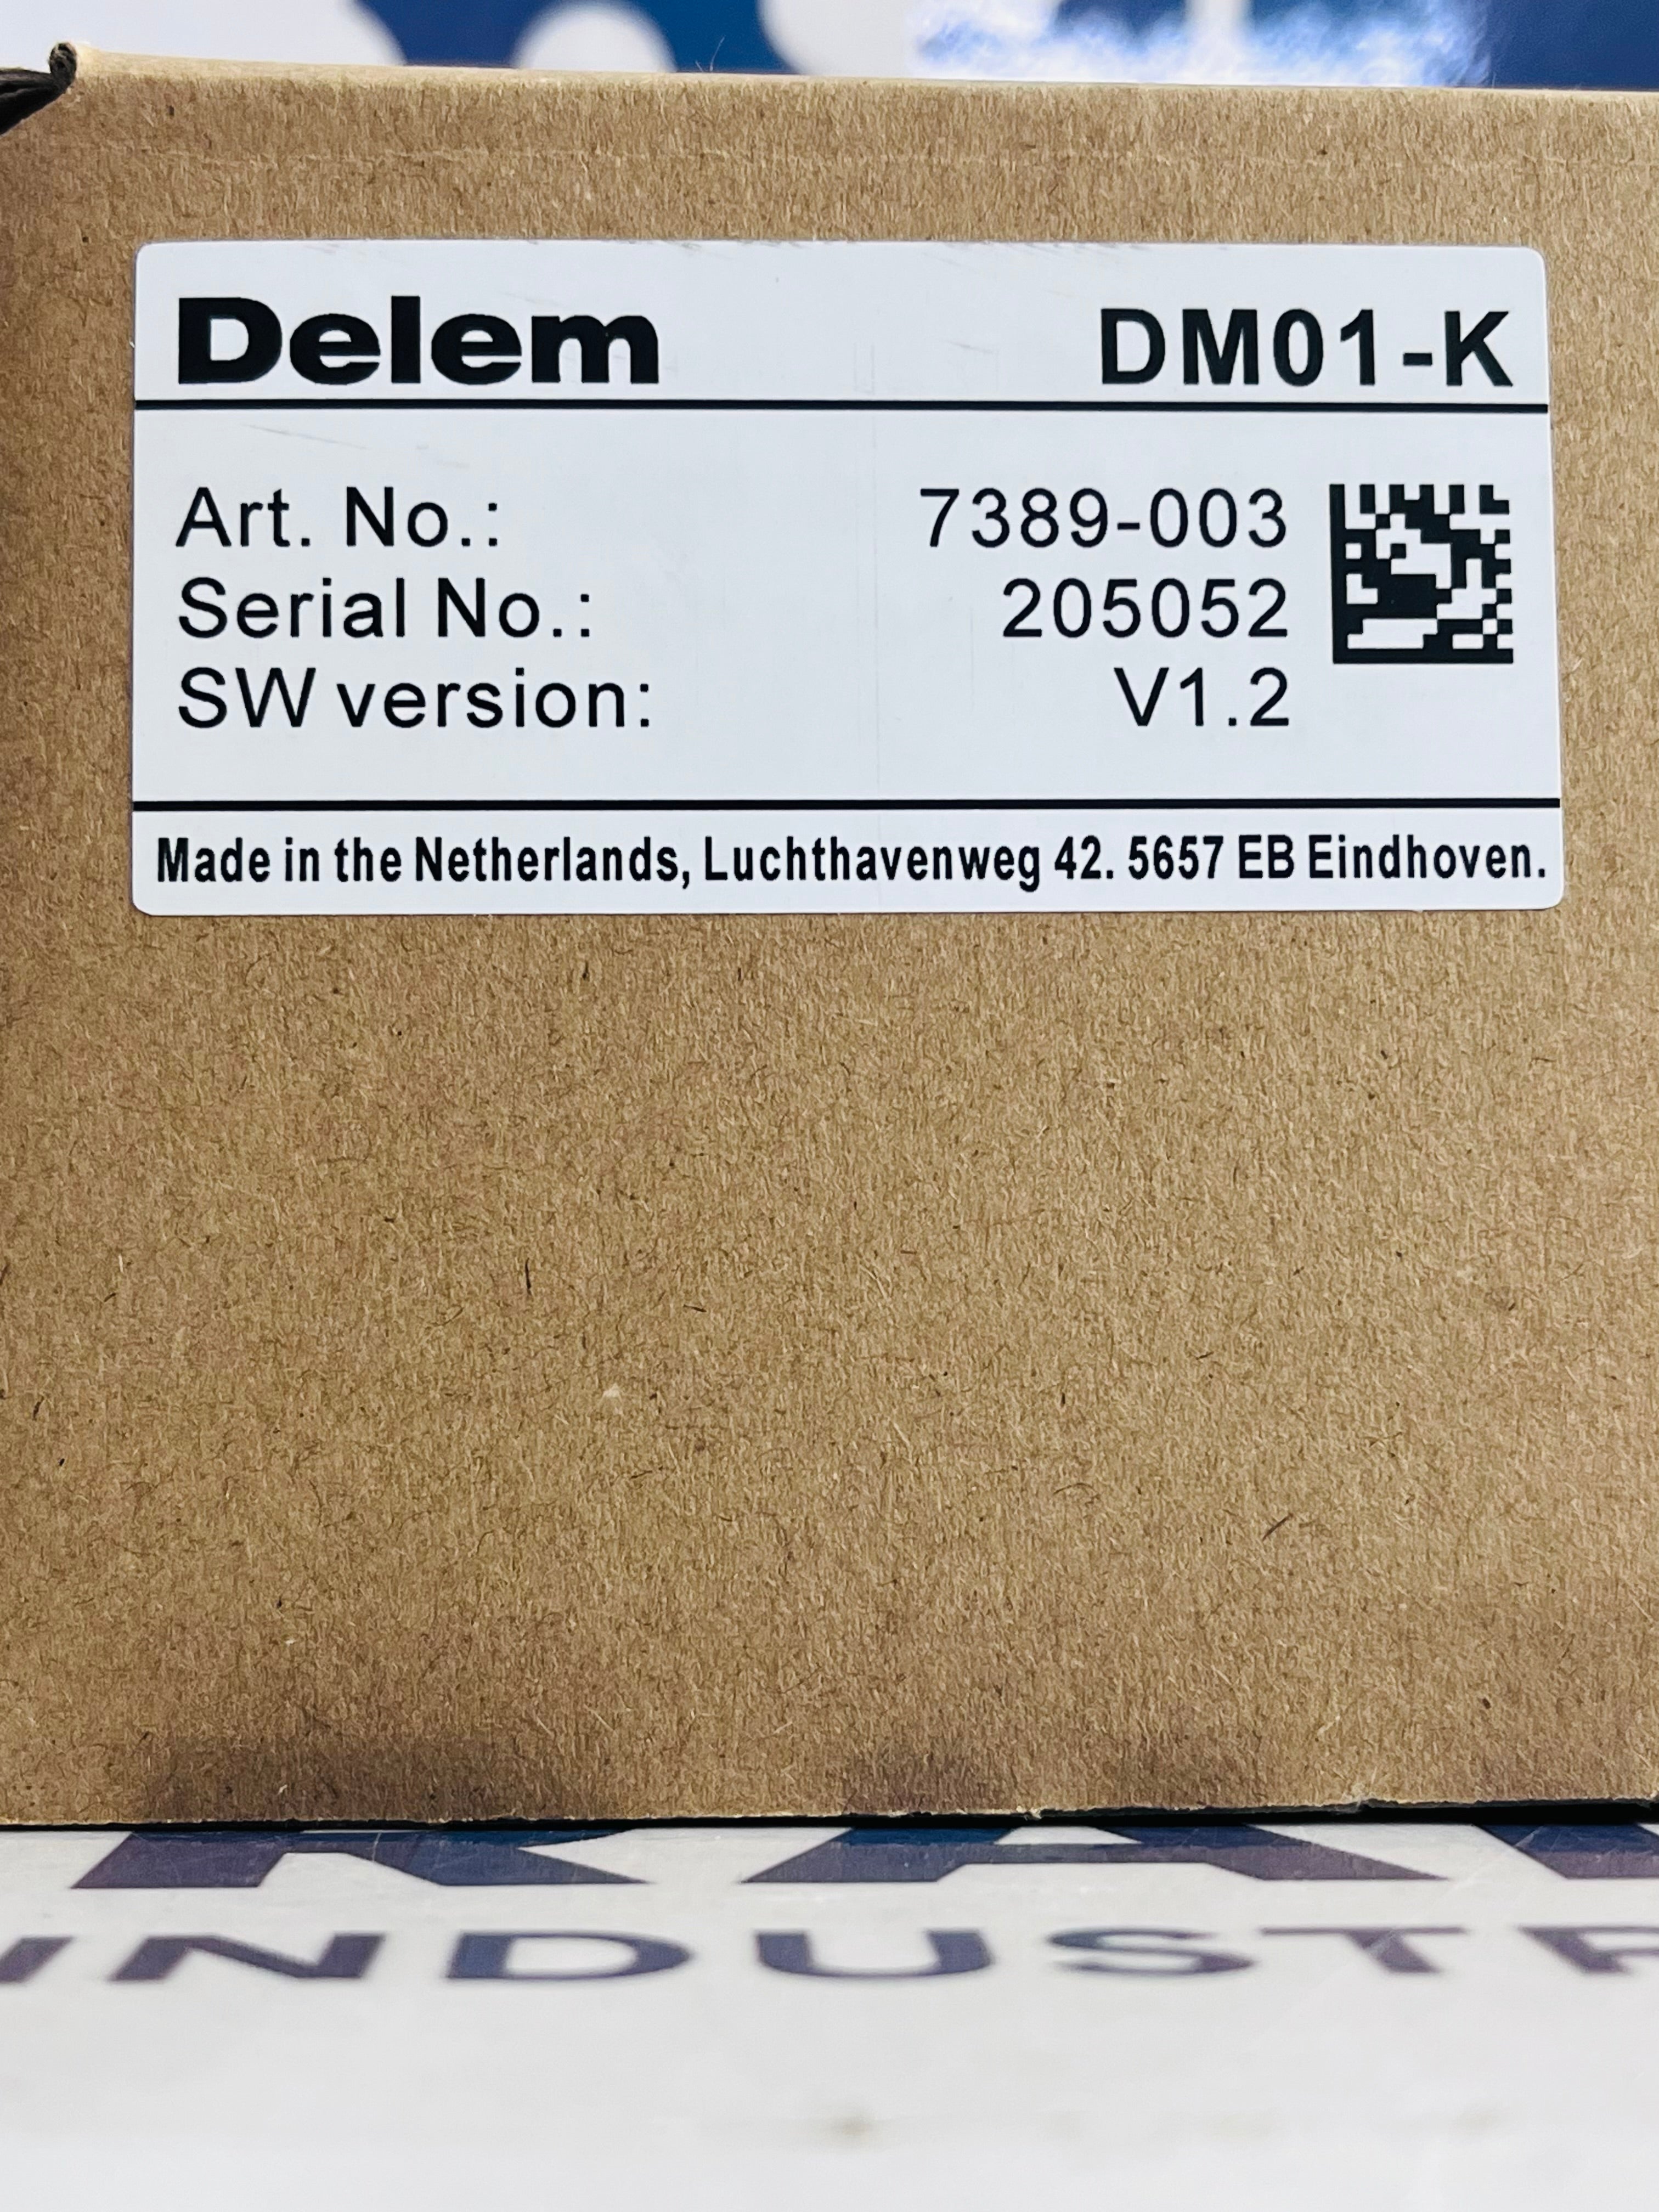 Delem DM01-K
Art. No.: 7389-003
Serial No.: 205052
SW version: V1.2
Made in the Netherlands, Luchthavenweg 42. 5657 EB Eindhoven.